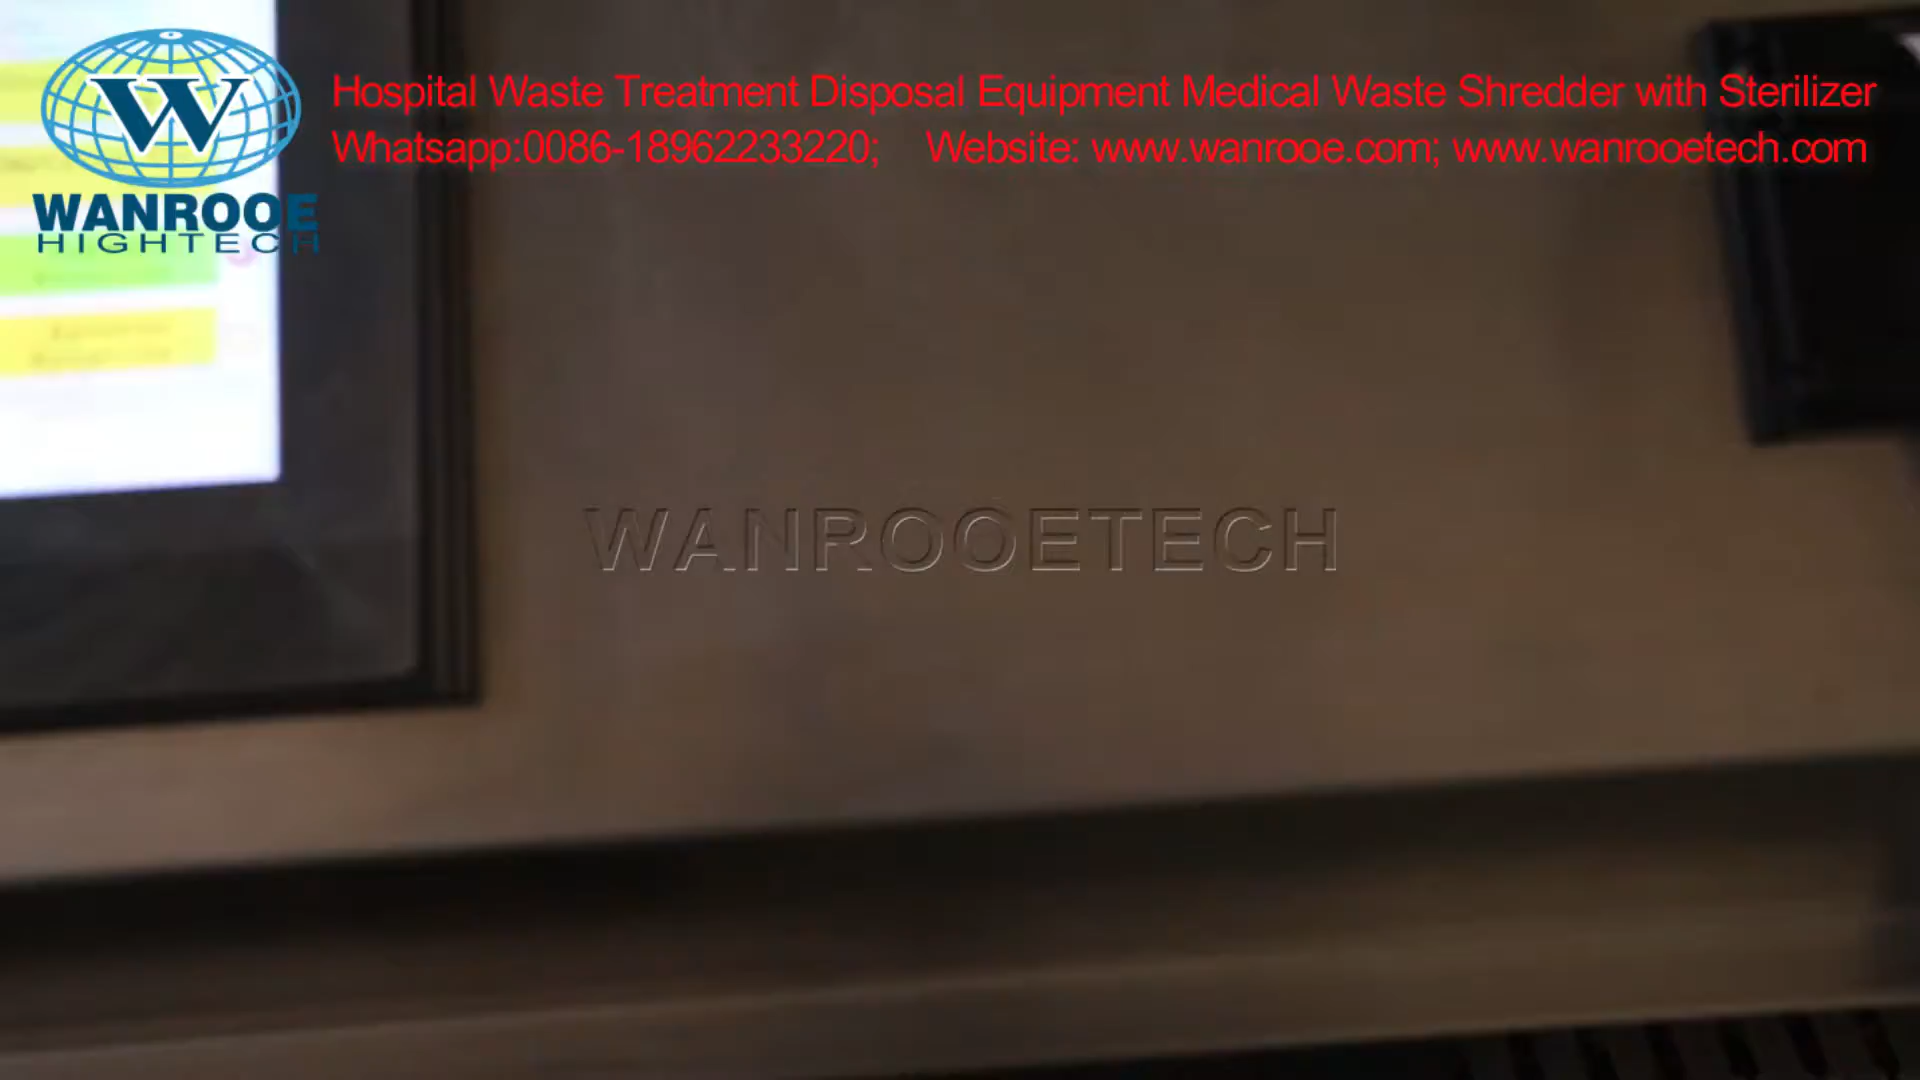 W
WANROOE
HIGHTECH
Hospital Waste Treatment Disposal Equipment Medical Waste Shredder with Sterilizer
Whatsapp:0086-18962233220; Website: www.wanrooe.com; www.wanrooetech.com
WANROOETECH